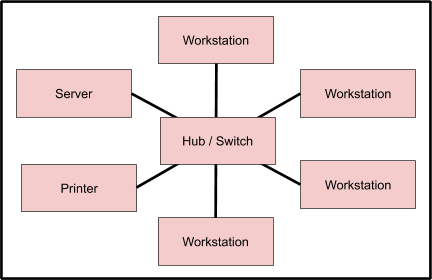 Workstation
Server
Workstation
Hub / Switch
Printer
Workstation
Workstation